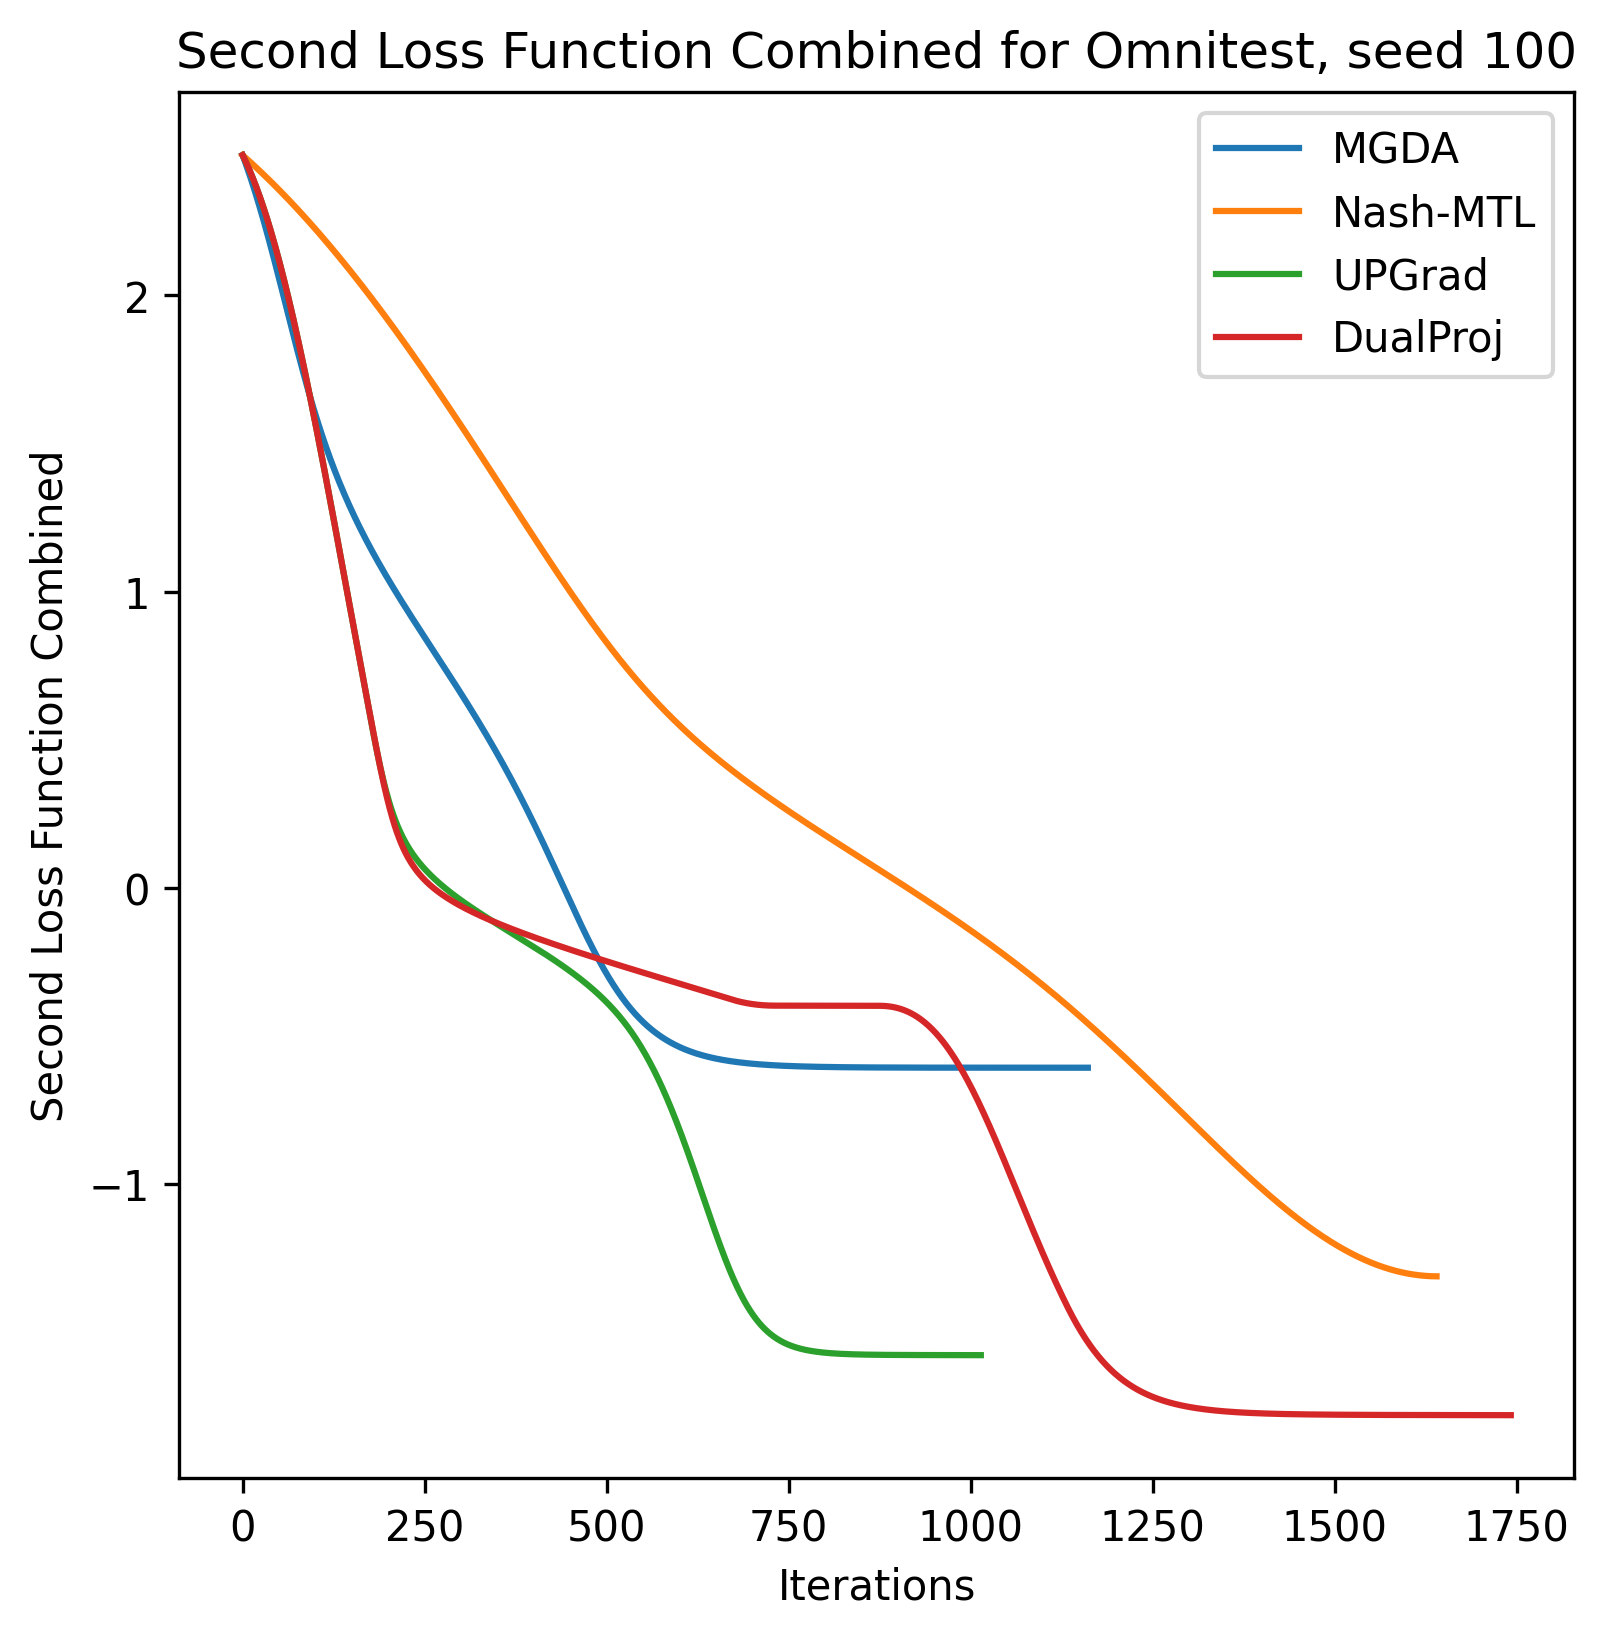 Second Loss Function Combined for Omnitest, seed 100
MGDA
Nash-MTL
UPGrad
DualProj
Second Loss Function Combined
2
1
0
−1
0 250 500 750 1000 1250 1500 1750
Iterations